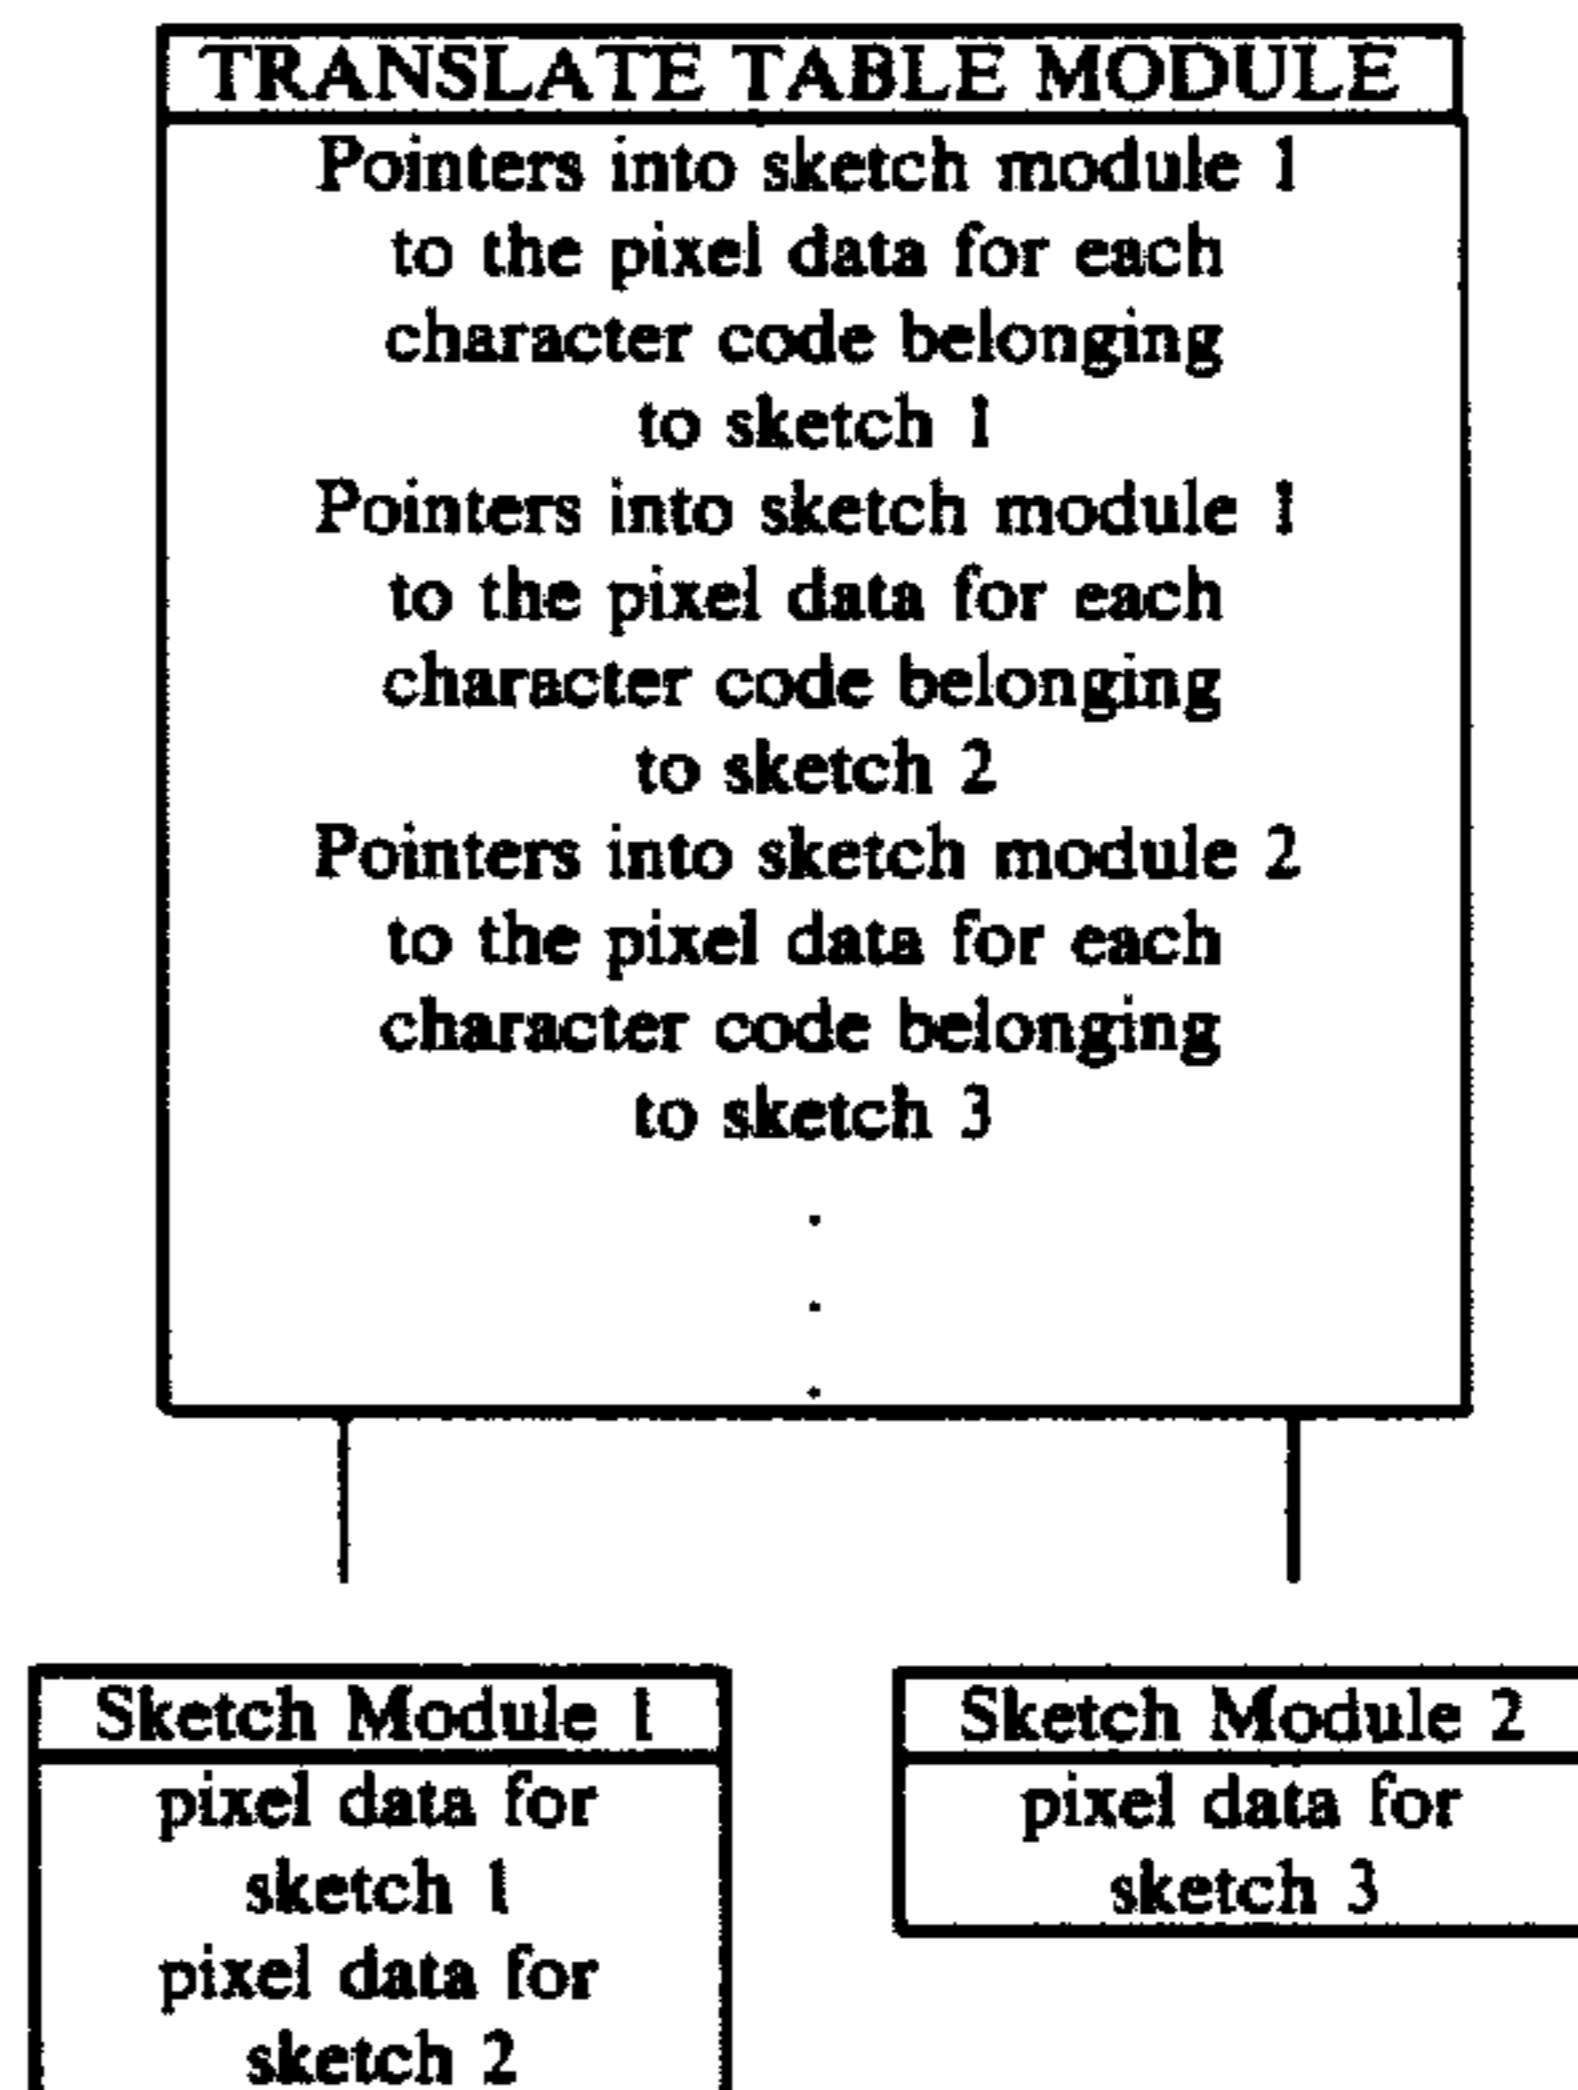 TRANSLATE TABLE MODULE
Pointers into sketch module 1
to the pixel data for each
character code belonging
to sketch 1
Pointers into sketch module 1
to the pixel data for each
character code belonging
to sketch 2
Pointers into sketch module 2
to the pixel data for each
character code belonging
to sketch 3
.
.
.
Sketch Module 1
pixel data for
sketch 1
pixel data for
sketch 2
Sketch Module 2
pixel data for
sketch 3